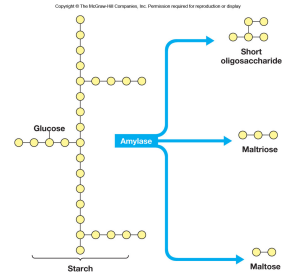 Copyright © The McGraw-Hill Companies, Inc. Permission required for reproduction or display
Short
oligosaccharide
Glucose
Amylase
Maltriose
Maltose
Starch